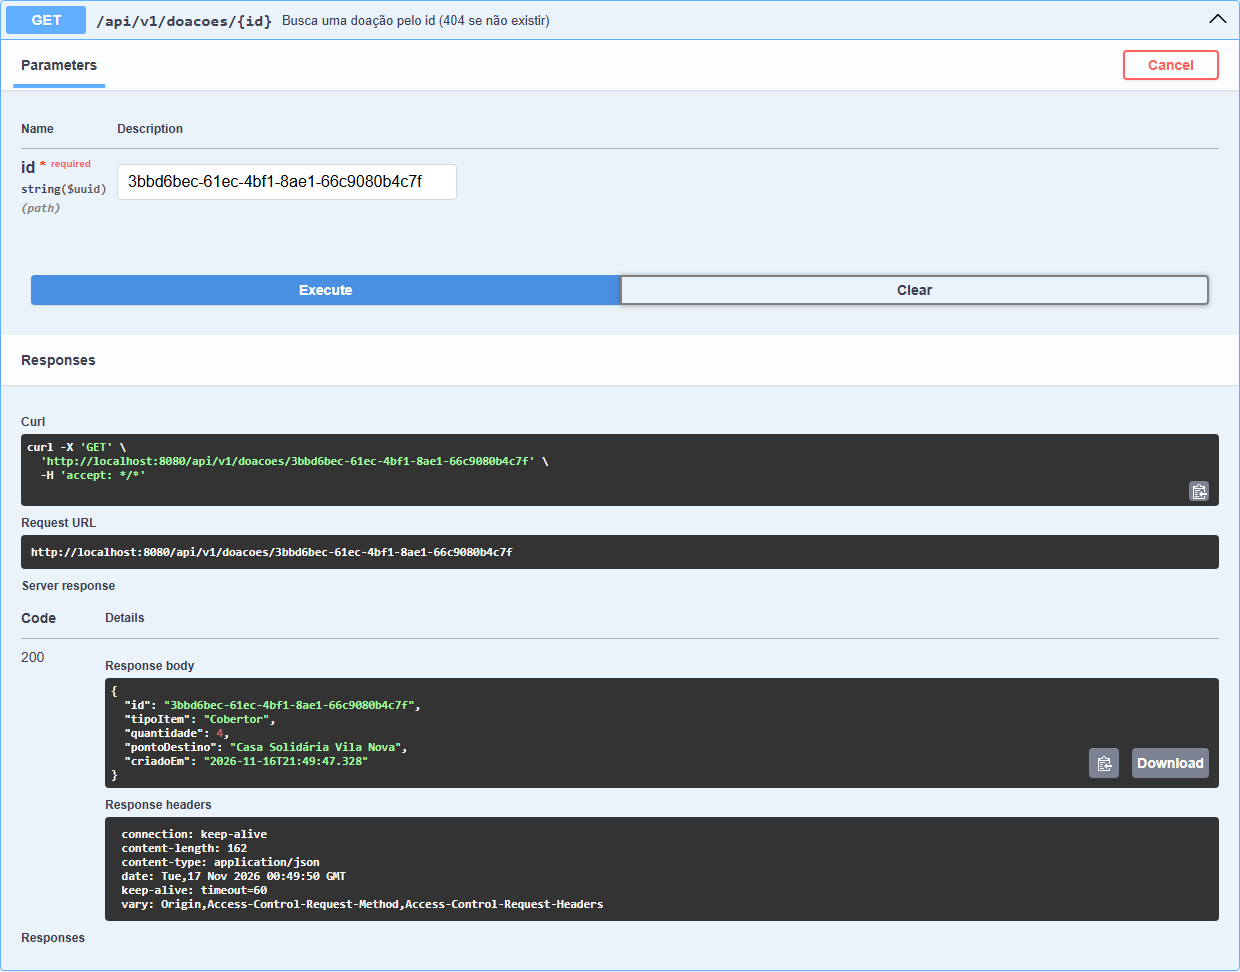 GET /api/v1/doacoes/{id} Busca uma doação pelo id (404 se não existir)
Parameters Cancel
Name Description
id * required
string($uuid) 3bbd6bec-61ec-4bf1-8ae1-66c9080b4c7f
(path)
Execute Clear
Responses
Curl
curl -X 'GET' \
  'http://localhost:8080/api/v1/doacoes/3bbd6bec-61ec-4bf1-8ae1-66c9080b4c7f' \
  -H 'accept: */*'
Request URL
http://localhost:8080/api/v1/doacoes/3bbd6bec-61ec-4bf1-8ae1-66c9080b4c7f
Server response
Code Details
200
Response body
{
  "id": "3bbd6bec-61ec-4bf1-8ae1-66c9080b4c7f",
  "tipoItem": "Cobertor",
  "quantidade": 4,
  "pontoDestino": "Casa Solidária Vila Nova",
  "criadoEm": "2026-11-16T21:49:47.328"
}
Download
Response headers
connection: keep-alive
content-length: 162
content-type: application/json
date: Tue,17 Nov 2026 00:49:50 GMT
keep-alive: timeout=60
vary: Origin,Access-Control-Request-Method,Access-Control-Request-Headers
Responses